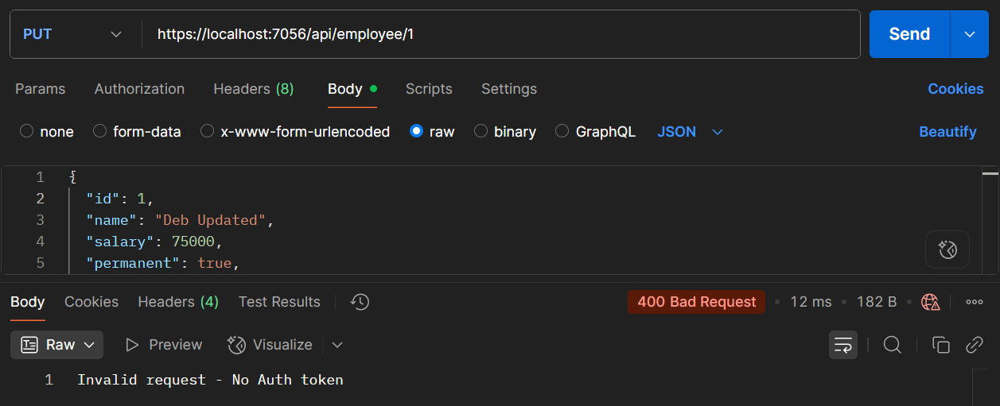 PUT https://localhost:7056/api/employee/1 Send
Params Authorization Headers (8) Body Scripts Settings Cookies
none form-data x-www-form-urlencoded raw binary GraphQL JSON Beautify
1 {
2 "id": 1,
3 "name": "Deb Updated",
4 "salary": 75000,
5 "permanent": true,
Body Cookies Headers (4) Test Results 400 Bad Request • 12 ms • 182 B •
Raw Preview Visualize
1 Invalid request - No Auth token